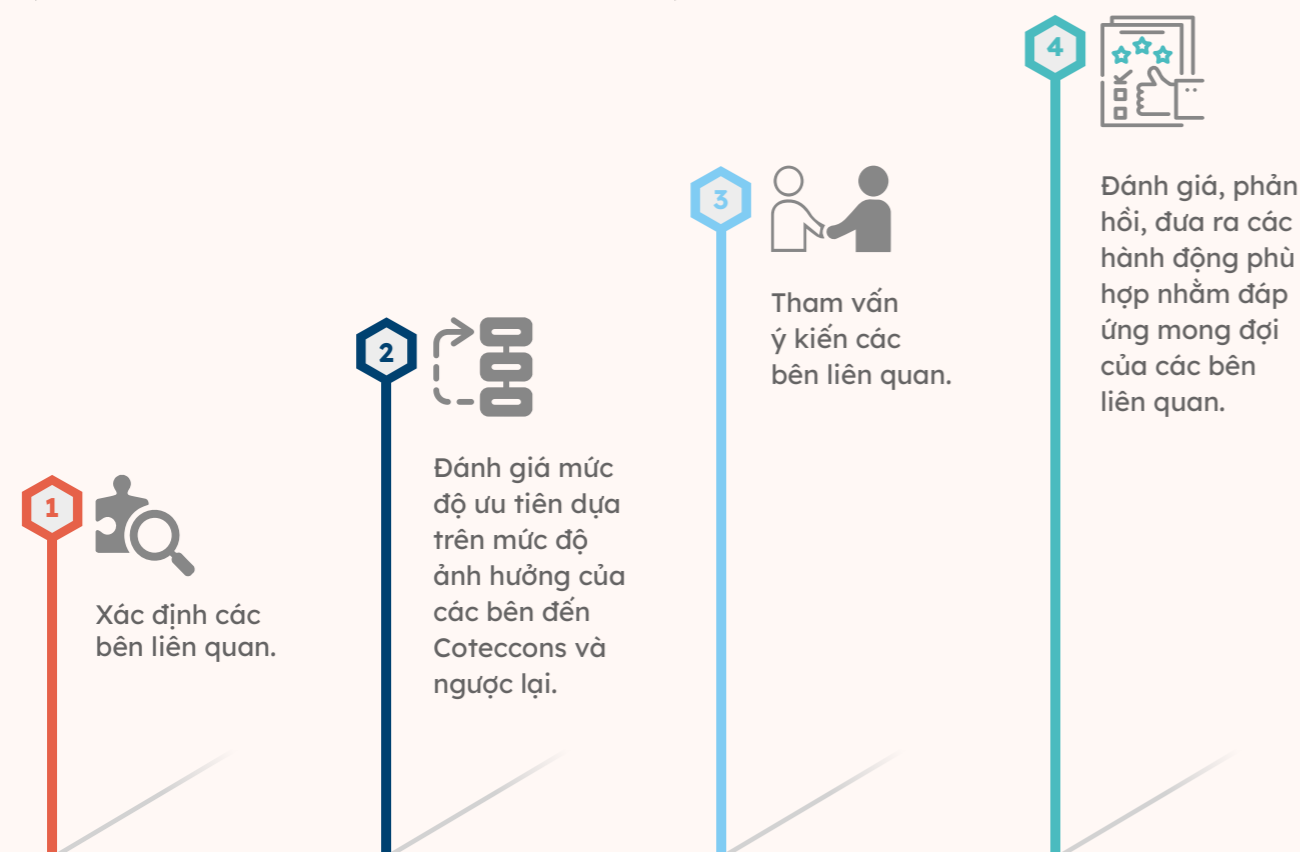 1
Xác định các
bên liên quan.
2
Đánh giá mức
độ ưu tiên dựa
trên mức độ
ảnh hưởng của
các bên đến
Coteccons và
ngược lại.
3
Tham vấn
ý kiến các
bên liên quan.
4
Đánh giá, phản
hồi, đưa ra các
hành động phù
hợp nhằm đáp
ứng mong đợi
của các bên
liên quan.